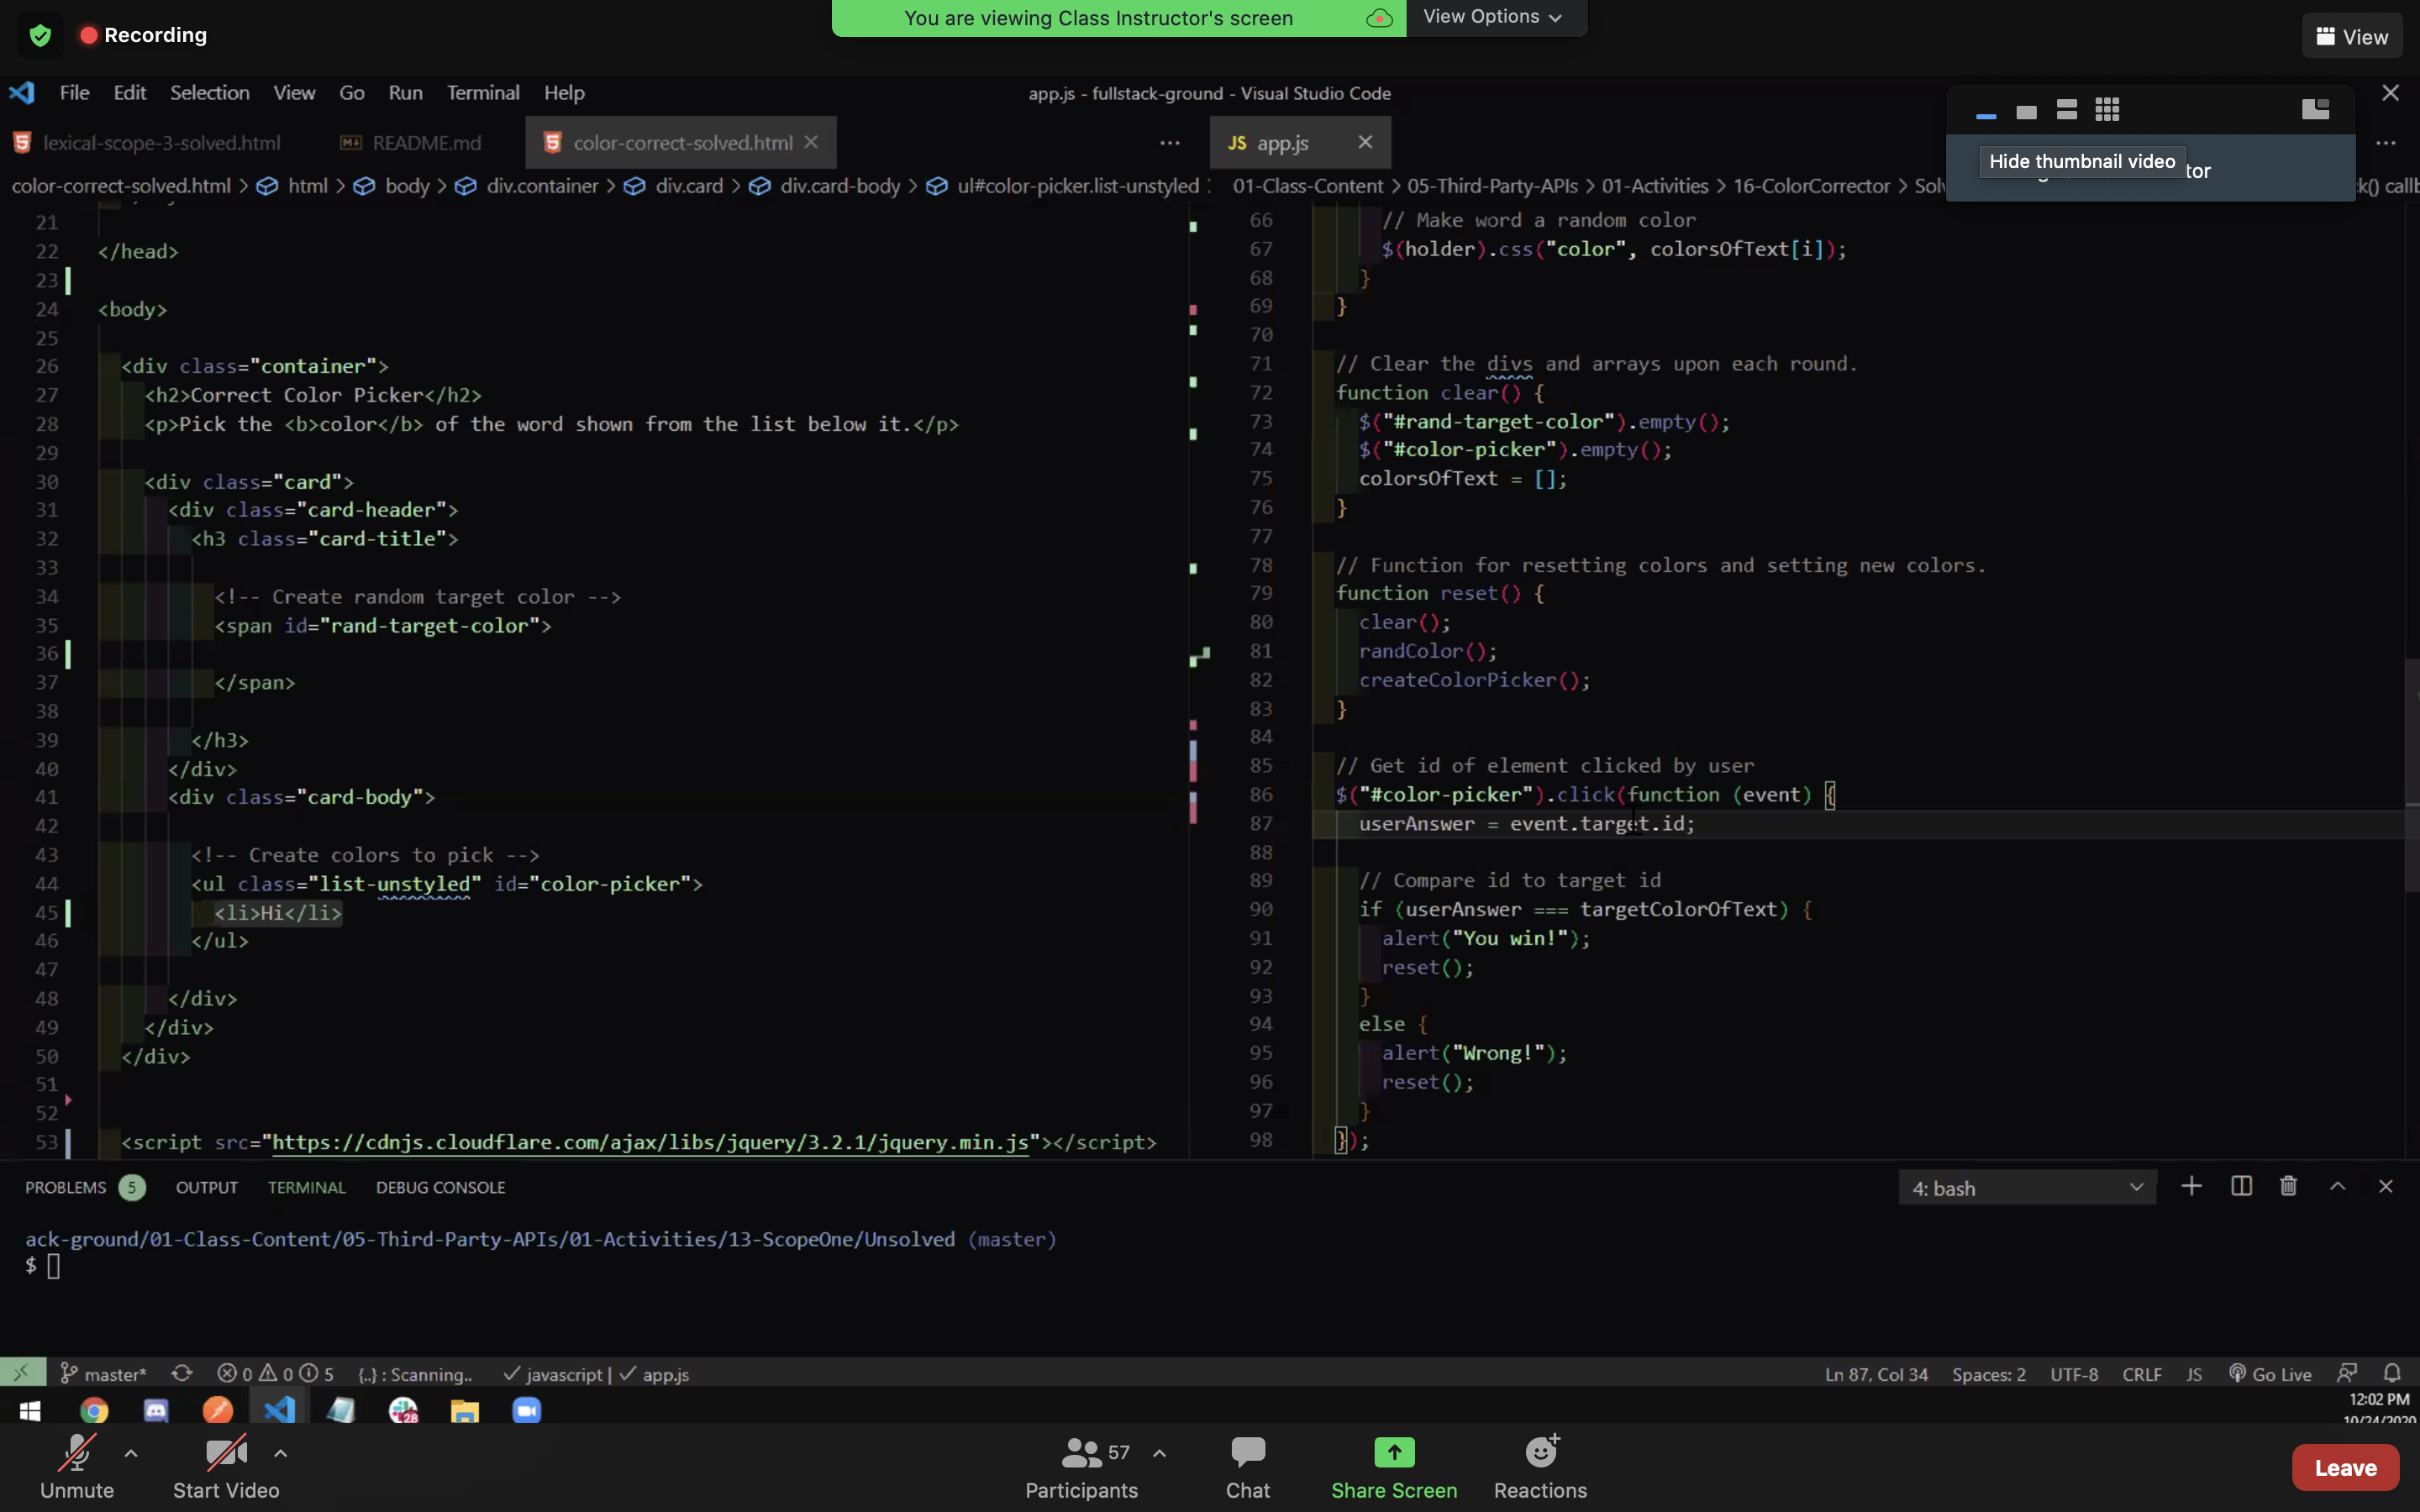 Recording
You are viewing Class Instructor's screen
View Options
View
File Edit Selection View Go Run Terminal Help
app.js - fullstack-ground - Visual Studio Code
lexical-scope-3-solved.html
README.md
color-correct-solved.html
JS app.js
Hide thumbnail video
tor
color-correct-solved.html > html > body > div.container > div.card > div.card-body > ul#color-picker.list-unstyled
01-Class-Content > 05-Third-Party-APIs > 01-Activities > 16-ColorCorrector >
21
22 </head>
23
24 <body>
25
26 <div class="container">
27 <h2>Correct Color Picker</h2>
28 <p>Pick the <b>color</b> of the word shown from the list below it.</p>
29
30 <div class="card">
31 <div class="card-header">
32 <h3 class="card-title">
33
34 <!-- Create random target color -->
35 <span id="rand-target-color">
36
37 </span>
38
39 </h3>
40 </div>
41 <div class="card-body">
42
43 <!-- Create colors to pick -->
44 <ul class="list-unstyled" id="color-picker">
45 <li>Hi</li>
46 </ul>
47
48 </div>
49 </div>
50 </div>
51
52
53 <script src="https://cdnjs.cloudflare.com/ajax/libs/jquery/3.2.1/jquery.min.js"></script>
66 // Make word a random color
67 $(holder).css("color", colorsOfText[i]);
68 }
69 }
70
71 // Clear the divs and arrays upon each round.
72 function clear() {
73 $("#rand-target-color").empty();
74 $("#color-picker").empty();
75 colorsOfText = [];
76 }
77
78 // Function for resetting colors and setting new colors.
79 function reset() {
80 clear();
81 randColor();
82 createColorPicker();
83 }
84
85 // Get id of element clicked by user
86 $("#color-picker").click(function (event) {
87 userAnswer = event.target.id;
88
89 // Compare id to target id
90 if (userAnswer === targetColorOfText) {
91 alert("You win!");
92 reset();
93 }
94 else {
95 alert("Wrong!");
96 reset();
97 }
98 });
PROBLEMS 5 OUTPUT TERMINAL DEBUG CONSOLE
4: bash
ack-ground/01-Class-Content/05-Third-Party-APIs/01-Activities/13-ScopeOne/Unsolved (master)
$
master* 0 0 5 {..} : Scanning.. javascript | app.js
Ln 87, Col 34 Spaces: 2 UTF-8 CRLF JS Go Live
28
12:02 PM
10/24/2020
Unmute
Start Video
57
Participants
Chat
Share Screen
Reactions
Leave